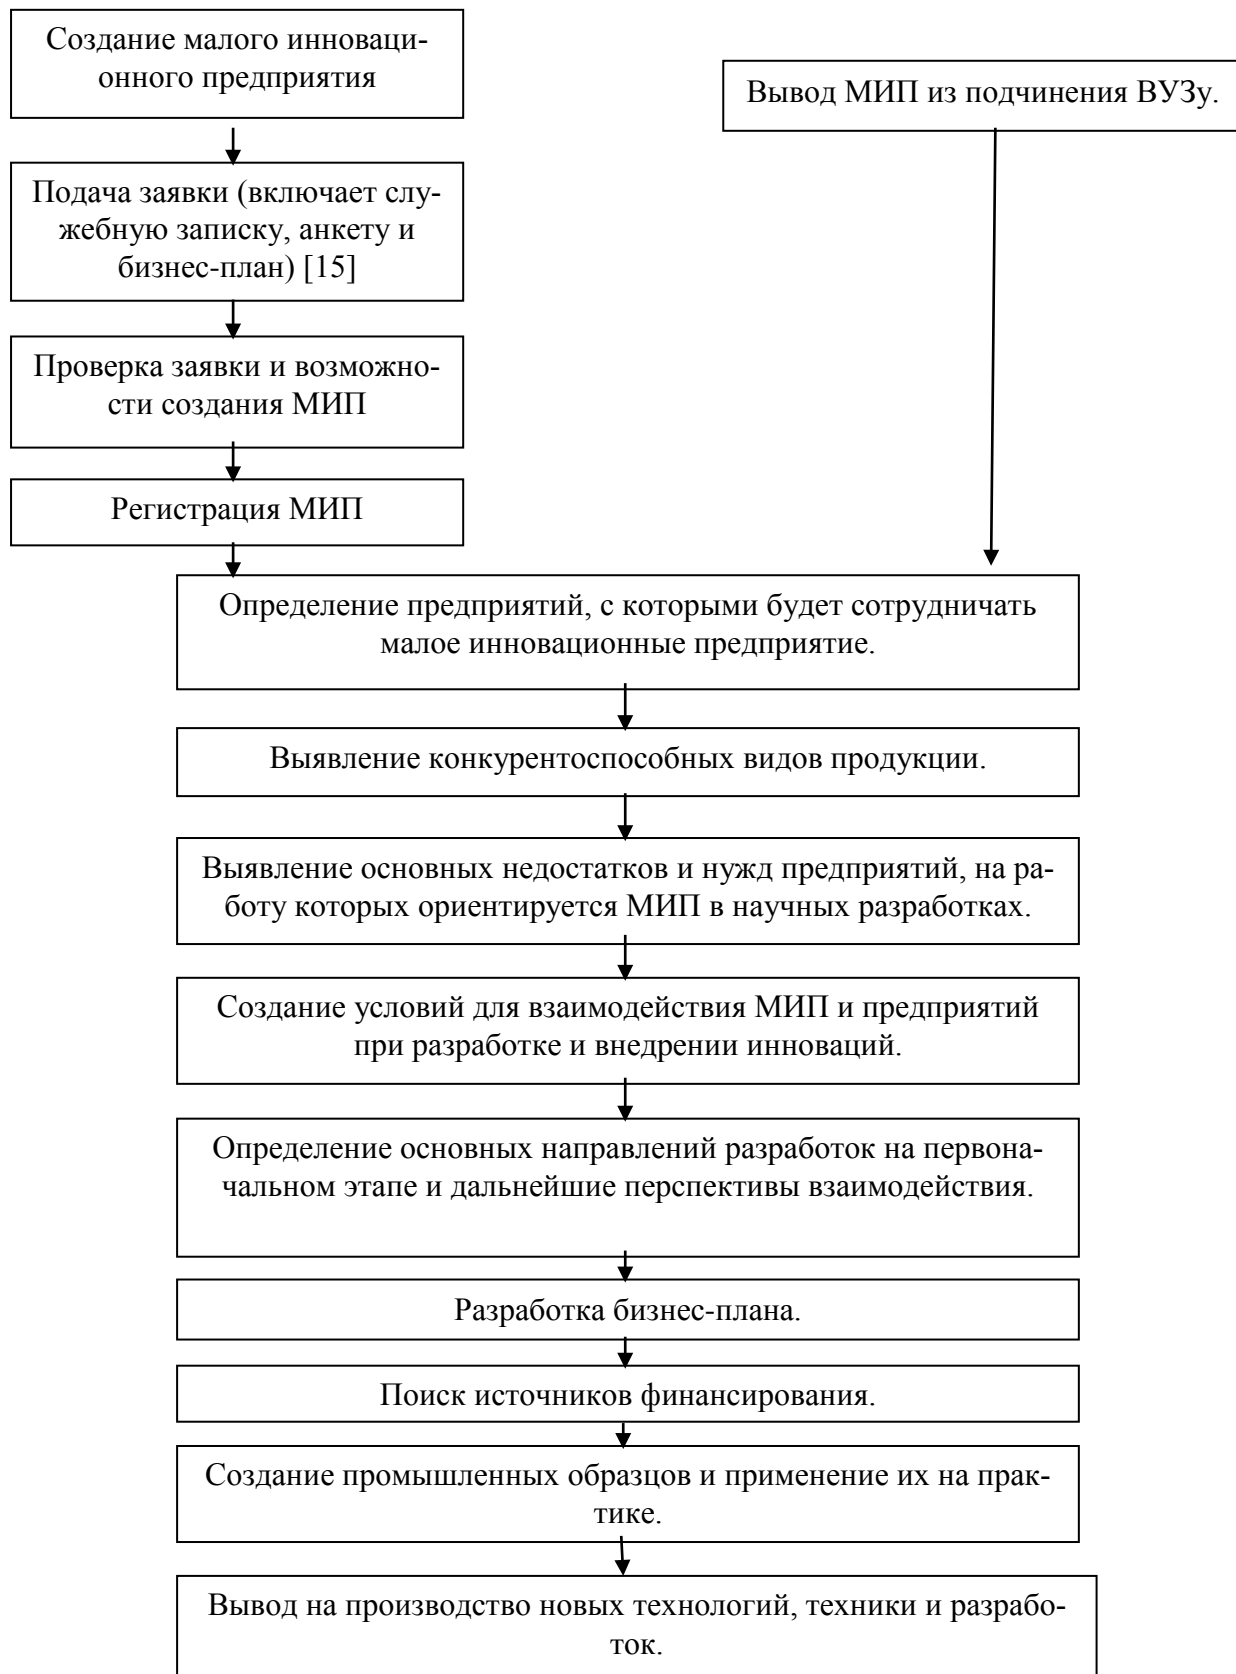 Создание малого инноваци-
онного предприятия
Вывод МИП из подчинения ВУЗу.
Подача заявки (включает слу-
жебную записку, анкету и
бизнес-план) [15]
Проверка заявки и возможно-
сти создания МИП
Регистрация МИП
Определение предприятий, с которыми будет сотрудничать
малое инновационные предприятие.
Выявление конкурентоспособных видов продукции.
Выявление основных недостатков и нужд предприятий, на ра-
боту которых ориентируется МИП в научных разработках.
Создание условий для взаимодействия МИП и предприятий
при разработке и внедрении инноваций.
Определение основных направлений разработок на первона-
чальном этапе и дальнейшие перспективы взаимодействия.
Разработка бизнес-плана.
Поиск источников финансирования.
Создание промышленных образцов и применение их на прак-
тике.
Вывод на производство новых технологий, техники и разрабо-
ток.